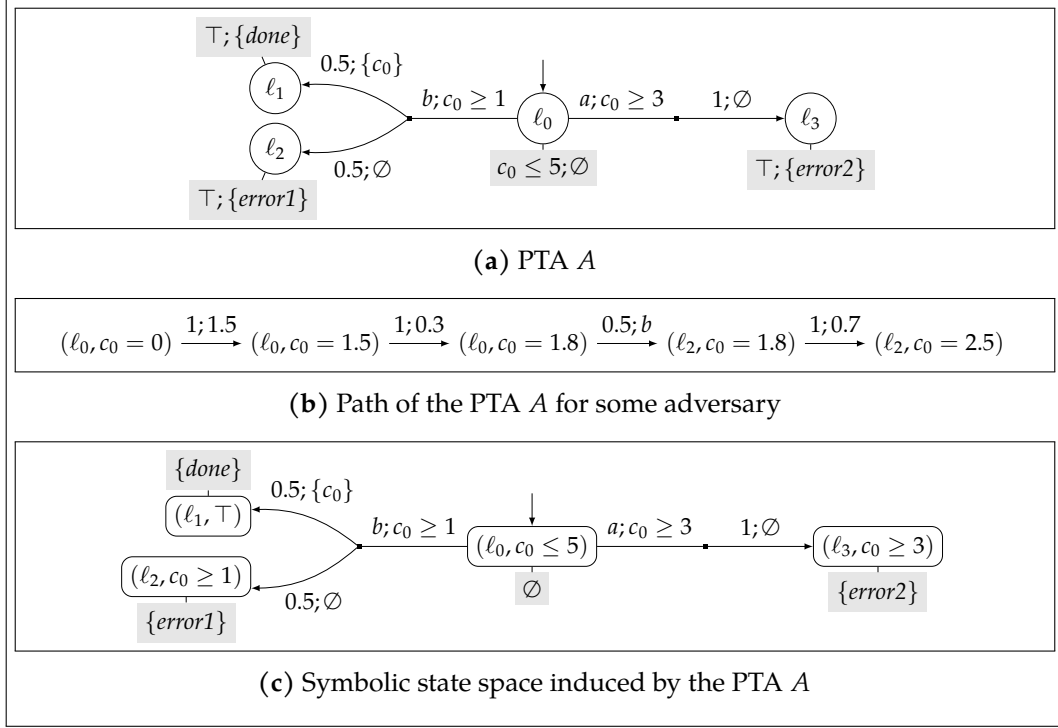 ⊤; {done}
0.5; {c₀}
ℓ₁
b; c₀ ≥ 1
ℓ₀
a; c₀ ≥ 3
1; ∅
ℓ₃
ℓ₂
0.5; ∅
c₀ ≤ 5; ∅
⊤; {error1}
⊤; {error2}
(a) PTA A
(ℓ₀, c₀ = 0) 1; 1.5 (ℓ₀, c₀ = 1.5) 1; 0.3 (ℓ₀, c₀ = 1.8) 0.5; b (ℓ₂, c₀ = 1.8) 1; 0.7 (ℓ₂, c₀ = 2.5)
(b) Path of the PTA A for some adversary
{done}
0.5; {c₀}
(ℓ₁, ⊤)
b; c₀ ≥ 1
(ℓ₀, c₀ ≤ 5)
a; c₀ ≥ 3
1; ∅
(ℓ₃, c₀ ≥ 3)
(ℓ₂, c₀ ≥ 1)
0.5; ∅
∅
{error1}
{error2}
(c) Symbolic state space induced by the PTA A